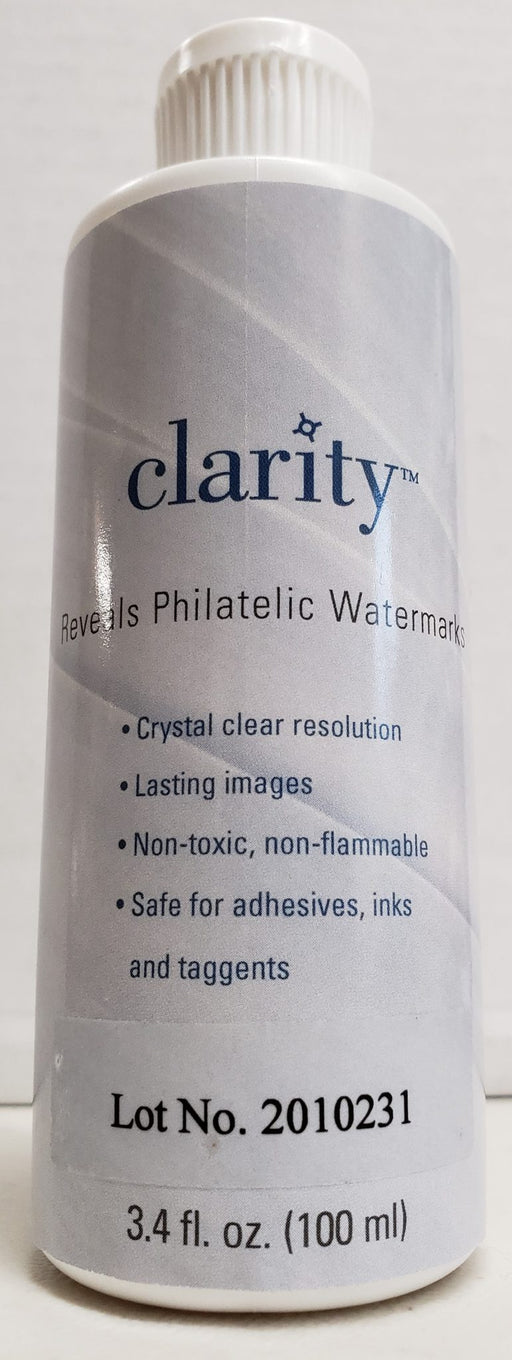 clarity™
Reveals Philatelic Watermarks
• Crystal clear resolution
• Lasting images
• Non-toxic, non-flammable
• Safe for adhesives, inks
and taggents
Lot No. 2010231
3.4 fl. oz. (100 ml)